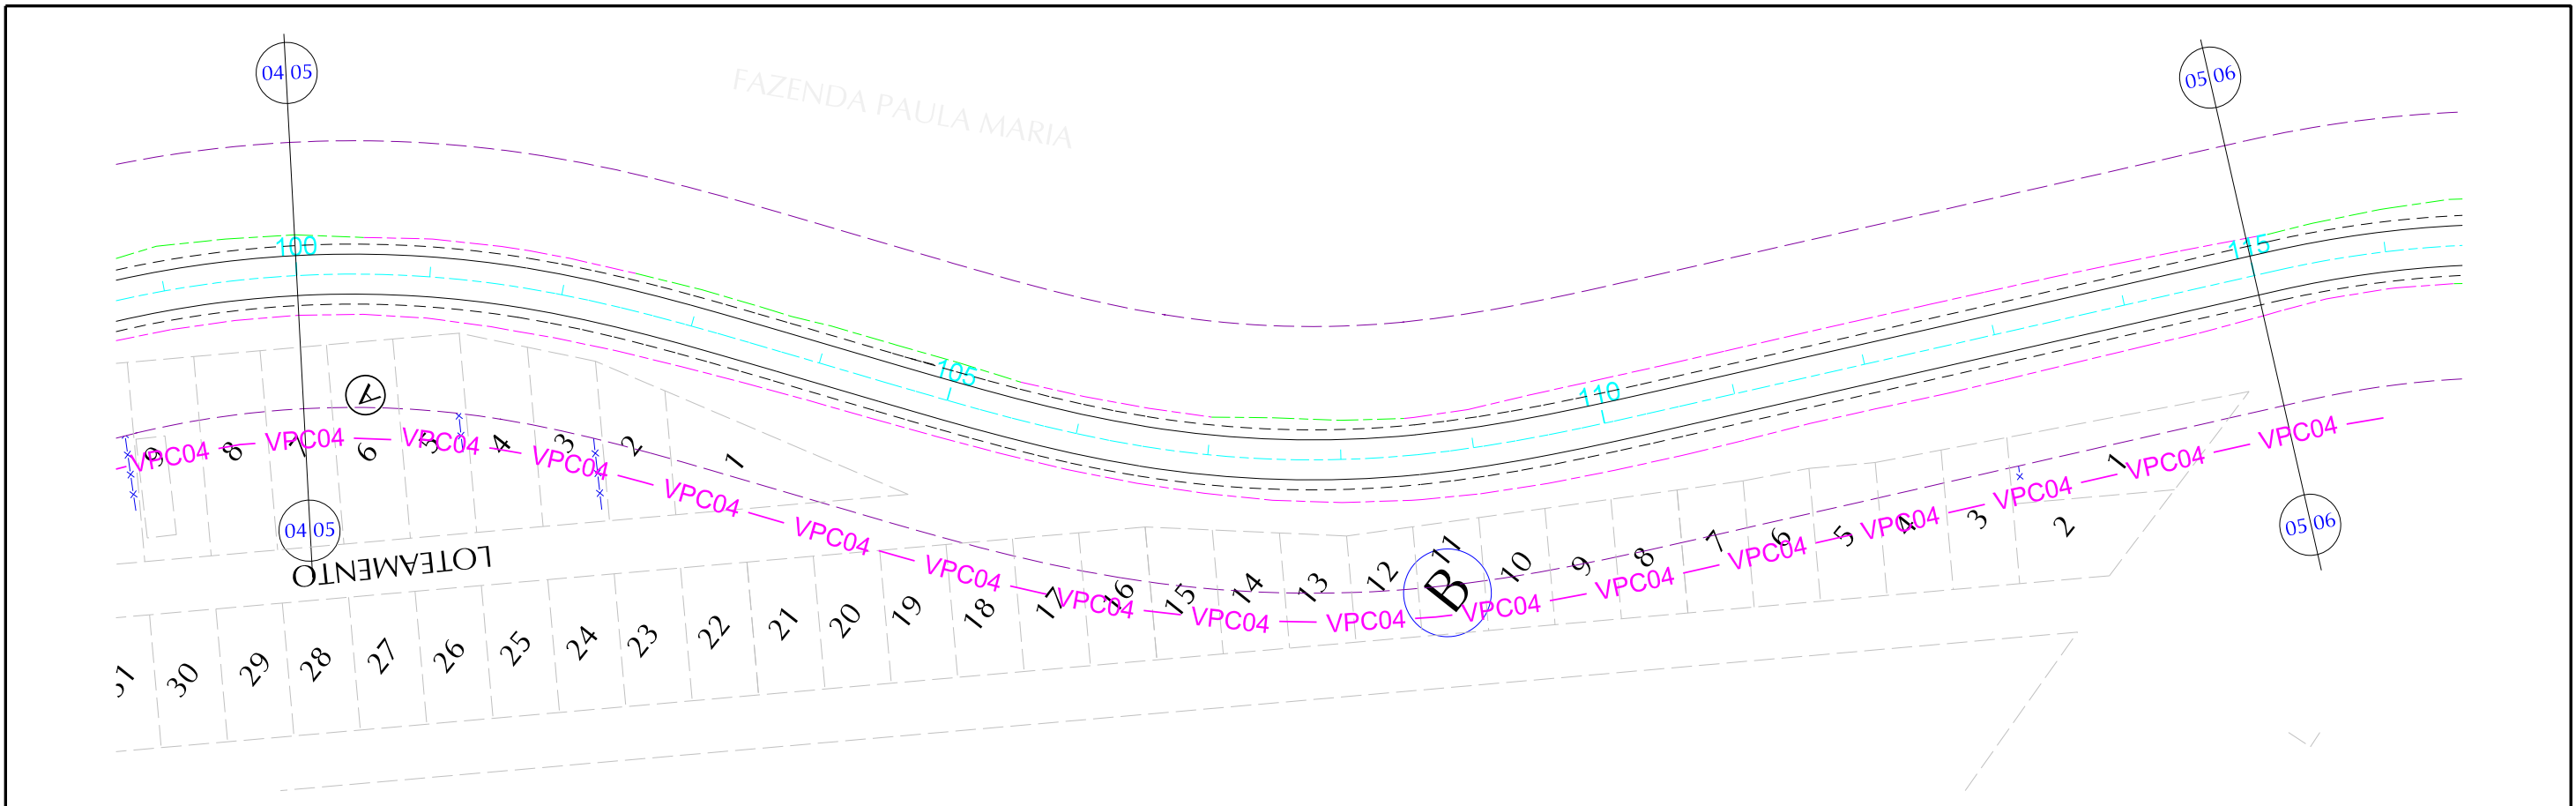 04 05
05 06
FAZENDA PAULA MARIA
100
105
110
115
A
9 8 7 6 5 4 3 2 1
VPC04 VPC04 VPC04 VPC04 VPC04 VPC04 VPC04 VPC04 VPC04 VPC04 VPC04 VPC04 VPC04 VPC04 VPC04 VPC04 VPC04
04 05
05 06
LOTEAMENTO
B
31 30 29 28 27 26 25 24 23 22 21 20 19 18 17 16 15 14 13 12 11 10 9 8 7 6 5 4 3 2 1